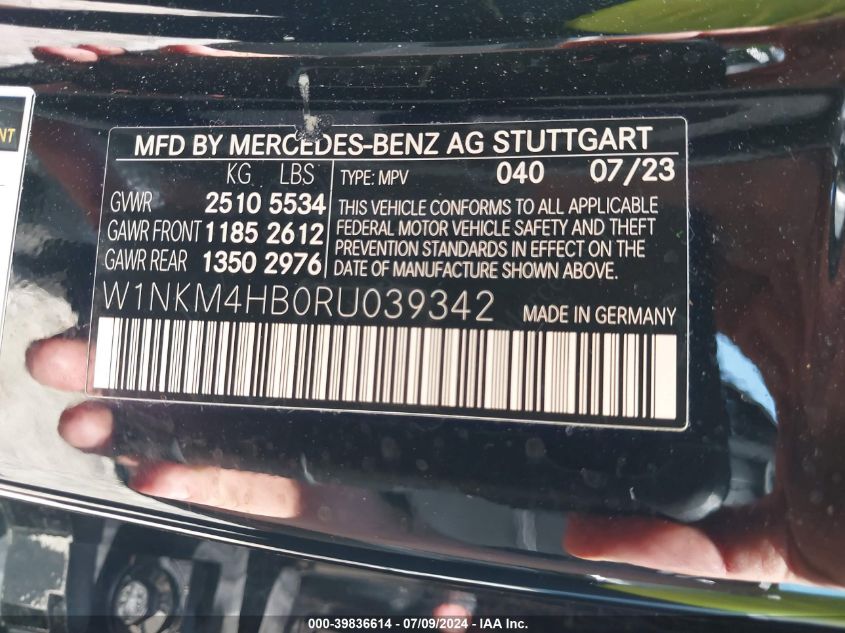 NT
MFD BY MERCEDES-BENZ AG STUTTGART
KG LBS
GVWR 2510 5534
GAWR FRONT 1185 2612
GAWR REAR 1350 2976
TYPE: MPV 040 07/23
THIS VEHICLE CONFORMS TO ALL APPLICABLE
FEDERAL MOTOR VEHICLE SAFETY AND THEFT
PREVENTION STANDARDS IN EFFECT ON THE
DATE OF MANUFACTURE SHOWN ABOVE.
W1NKM4HB0RU039342 MADE IN GERMANY
000-39836614 - 07/09/2024 - IAA Inc.